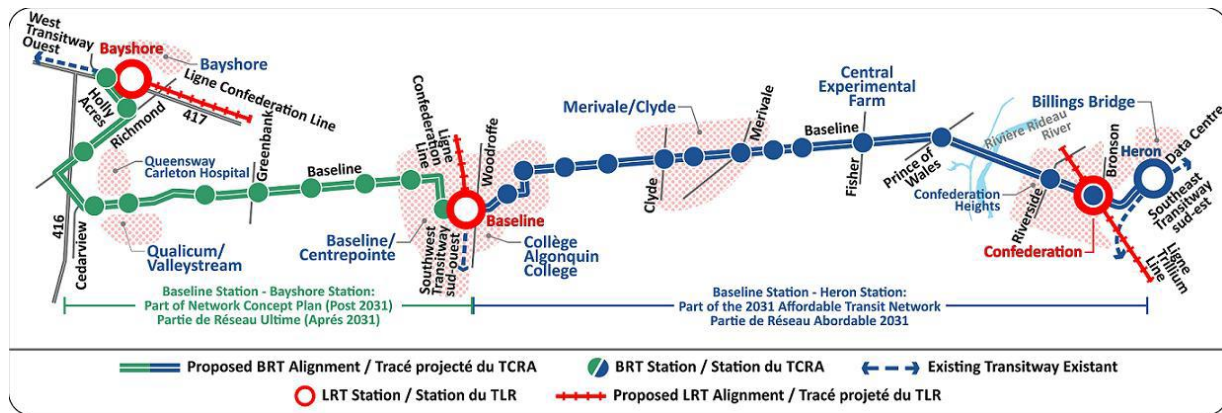 West
Transitway
Ouest
Bayshore
Bayshore
Ligne Confederation Line
417
Holly
Acres
Richmond
Queensway
Carleton Hospital
Greenbank
Baseline
416
Cedarview
Qualicum/
Valleystream
Confederation
Line
Ligne
Woodroffe
Baseline
Baseline/
Centrepointe
Southwest
Transitway
sud-ouest
Collège
Algonquin
College
Merivale/Clyde
Clyde
Merivale
Baseline
Central
Experimental
Farm
Fisher
Prince of
Wales
Rivière Rideau
River
Billings Bridge
Bronson
Heron
Data Centre
Confederation
Heights
Riverside
Confederation
Southeast
Transitway
sud-est
Ligne
Trillium
Line
Baseline Station - Bayshore Station:
Part of Network Concept Plan (Post 2031)
Partie de Réseau Ultime (Aprés 2031)
Baseline Station - Heron Station:
Part of the 2031 Affordable Transit Network
Partie de Réseau Abordable 2031
Proposed BRT Alignment / Tracé projecté du TCRA
BRT Station / Station du TCRA
Existing Transitway Existant
LRT Station / Station du TLR
Proposed LRT Alignment / Tracé projeté du TLR